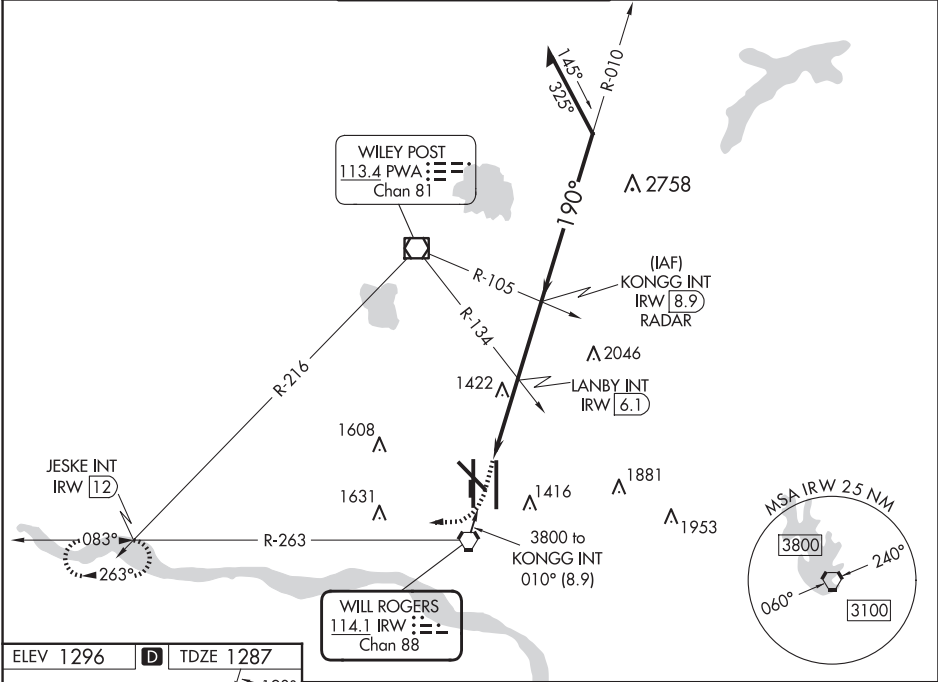 145°
325°
R-010
WILEY POST
113.4 PWA
Chan 81
2758
190°
(IAF)
KONGG INT
IRW 8.9
RADAR
R-105
R-134
2046
R-216
1422
LANBY INT
IRW 6.1
1608
JESKE INT
IRW 12
1631
1416
1881
1953
MSA IRW 25 NM
3800
240°
060°
3100
083°
R-263
263°
3800 to
KONGG INT
010° (8.9)
WILL ROGERS
114.1 IRW
Chan 88
ELEV 1296 D TDZE 1287